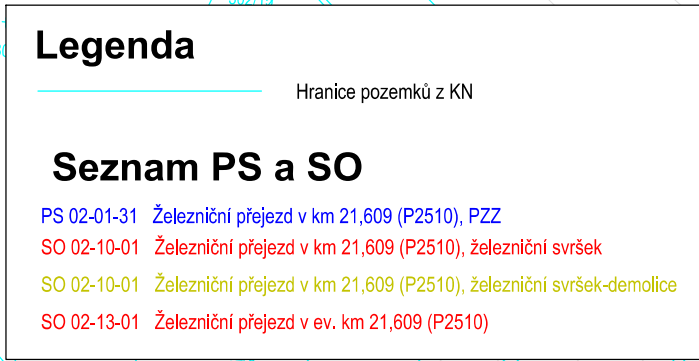 Legenda
Hranice pozemků z KN
Seznam PS a SO
PS 02-01-31 Železniční přejezd v km 21,609 (P2510), PZZ
SO 02-10-01 Železniční přejezd v km 21,609 (P2510), železniční svršek
SO 02-10-01 Železniční přejezd v km 21,609 (P2510), železniční svršek-demolice
SO 02-13-01 Železniční přejezd v ev. km 21,609 (P2510)